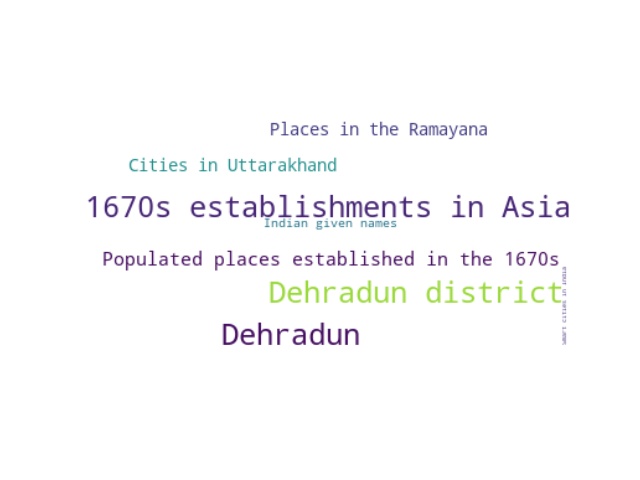 Places in the Ramayana
Cities in Uttarakhand
1670s establishments in Asia
Indian given names
Populated places established in the 1670s
Dehradun district
Dehradun
cities in India